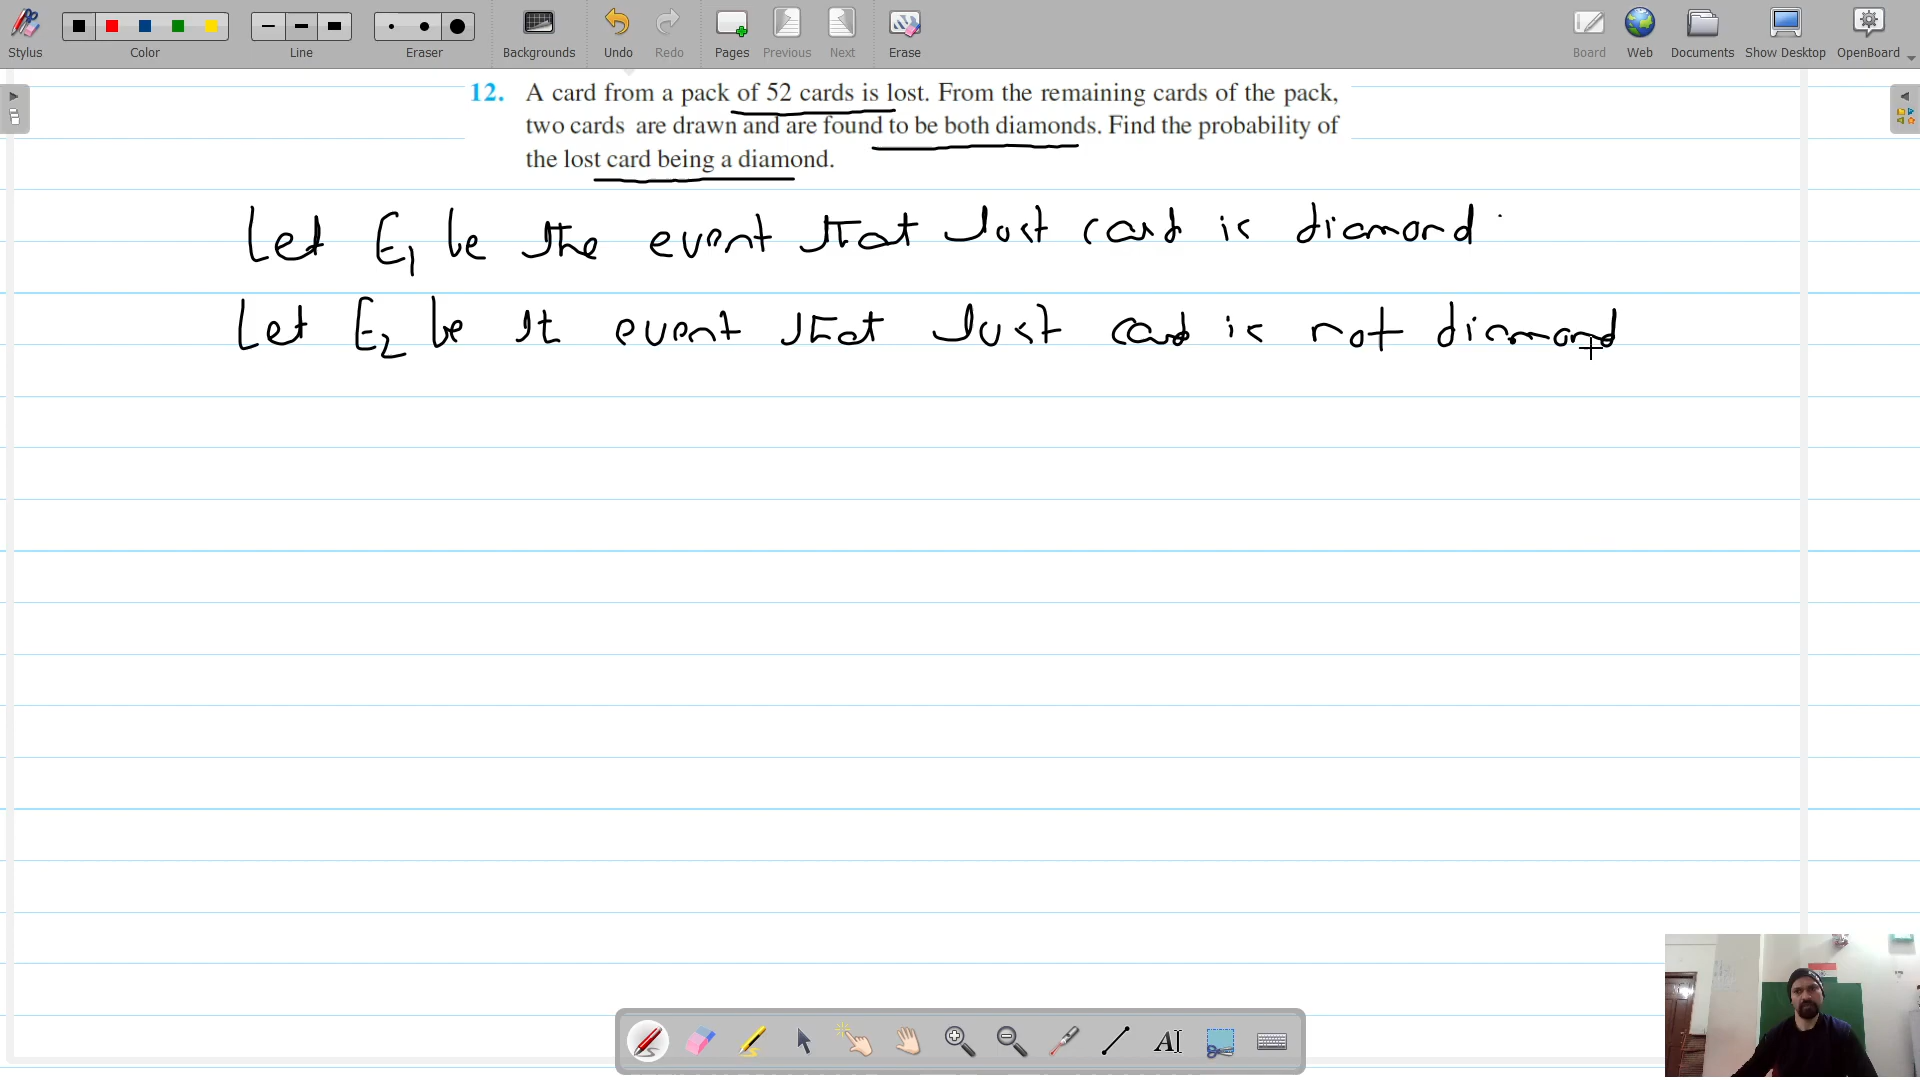 Stylus
Color
Line
Eraser
Backgrounds
Undo
Redo
Pages
Previous
Next
Erase
Board
Web
Documents
Show Desktop
OpenBoard
12. A card from a pack of 52 cards is lost. From the remaining cards of the pack,
two cards are drawn and are found to be both diamonds. Find the probability of
the lost card being a diamond.
Let E1 be the event that lost card is diamond.
Let E2 be the event that lost card is not diamond